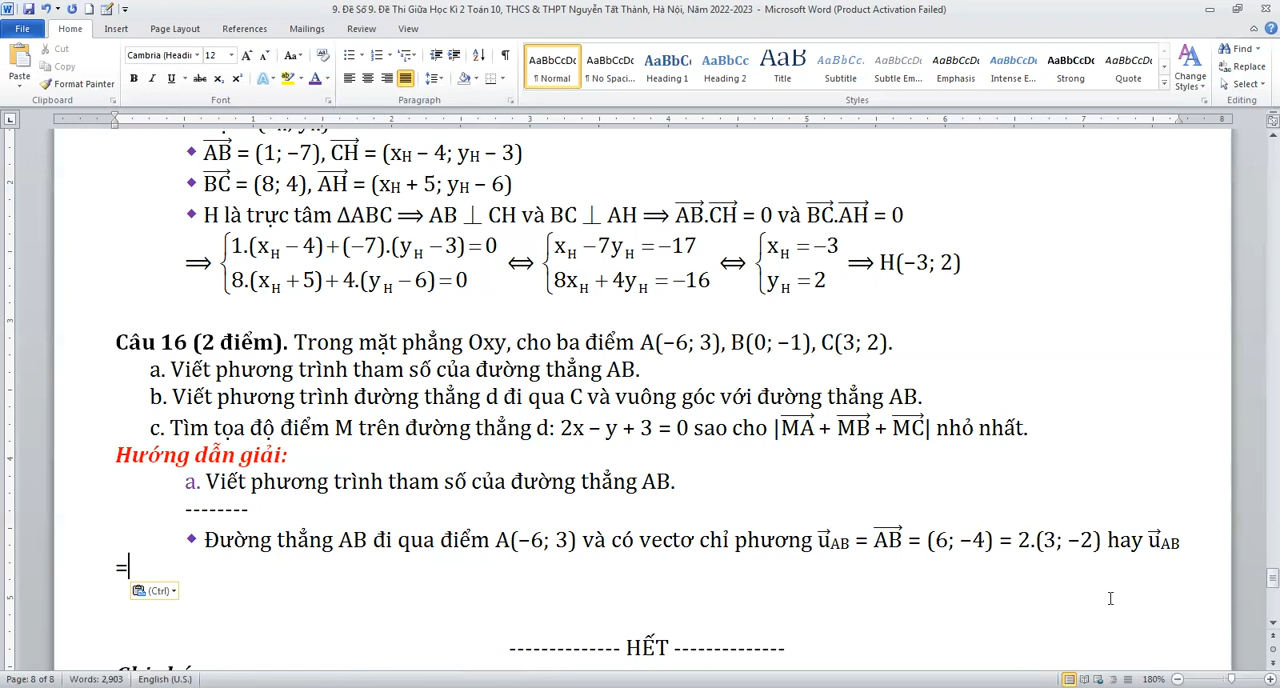 9. Đề Số 9. Đề Thi Giữa Học Kì 2 Toán 10, THCS & THPT Nguyễn Tất Thành, Hà Nội, Năm 2022-2023 - Microsoft Word (Product Activation Failed)
File Home Insert Page Layout References Mailings Review View
Cut
Copy
Format Painter
Paste
Cambria (Headi 12
AaBbCcDc AaBbCcDc AaBbC AaBbCc AaB AaBbCc. AaBbCcDc AaBbCcDc AaBbCcDc AaBbCcDc AaBbCcDc
¶ Normal ¶ No Spaci... Heading 1 Heading 2 Title Subtitle Subtle Em... Emphasis Intense E... Strong Quote
Change Styles
Find
Replace
Select
Clipboard Font Paragraph Styles Editing
AB = (1; −7), CH = (xH − 4; yH − 3)
BC = (8; 4), AH = (xH + 5; yH − 6)
H là trực tâm ΔABC ⟹ AB ⊥ CH và BC ⊥ AH ⟹ AB.CH = 0 và BC.AH = 0
⟹ { 1.(xH − 4) + (−7).(yH − 3) = 0 ⟺ { xH − 7yH = −17 ⟺ { xH = −3 ⟹ H(−3; 2)
8.(xH + 5) + 4.(yH − 6) = 0 8xH + 4yH = −16 yH = 2
Câu 16 (2 điểm). Trong mặt phẳng Oxy, cho ba điểm A(−6; 3), B(0; −1), C(3; 2).
a. Viết phương trình tham số của đường thẳng AB.
b. Viết phương trình đường thẳng d đi qua C và vuông góc với đường thẳng AB.
c. Tìm tọa độ điểm M trên đường thẳng d: 2x − y + 3 = 0 sao cho |MA + MB + MC| nhỏ nhất.
Hướng dẫn giải:
a. Viết phương trình tham số của đường thẳng AB.
--------
Đường thẳng AB đi qua điểm A(−6; 3) và có vectơ chỉ phương uAB = AB = (6; −4) = 2.(3; −2) hay uAB
=
(Ctrl)
-------------- HẾT --------------
Page: 8 of 8 Words: 2,903 English (U.S.) 180%